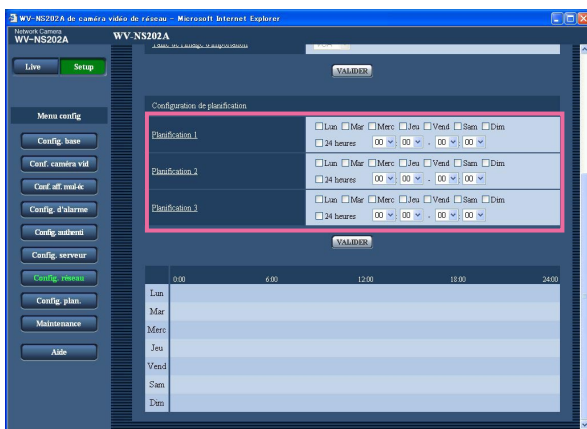 WV-NS202A de caméra vidéo de réseau - Microsoft Internet Explorer
Network Camera
WV-NS202A
WV-NS202A
Live
Setup
VALIDER
Menu config
Config. base
Conf. caméra vid
Conf. aff. mul-éc
Config. d'alarme
Config. authenti
Config. serveur
Config. réseau
Config. plan.
Maintenance
Aide
Configuration de planification
Planification 1
Lun Mar Merc Jeu Vend Sam Dim
24 heures 00 : 00 - 00 : 00
Planification 2
Lun Mar Merc Jeu Vend Sam Dim
24 heures 00 : 00 - 00 : 00
Planification 3
Lun Mar Merc Jeu Vend Sam Dim
24 heures 00 : 00 - 00 : 00
VALIDER
0:00 6:00 12:00 18:00 24:00
Lun
Mar
Merc
Jeu
Vend
Sam
Dim